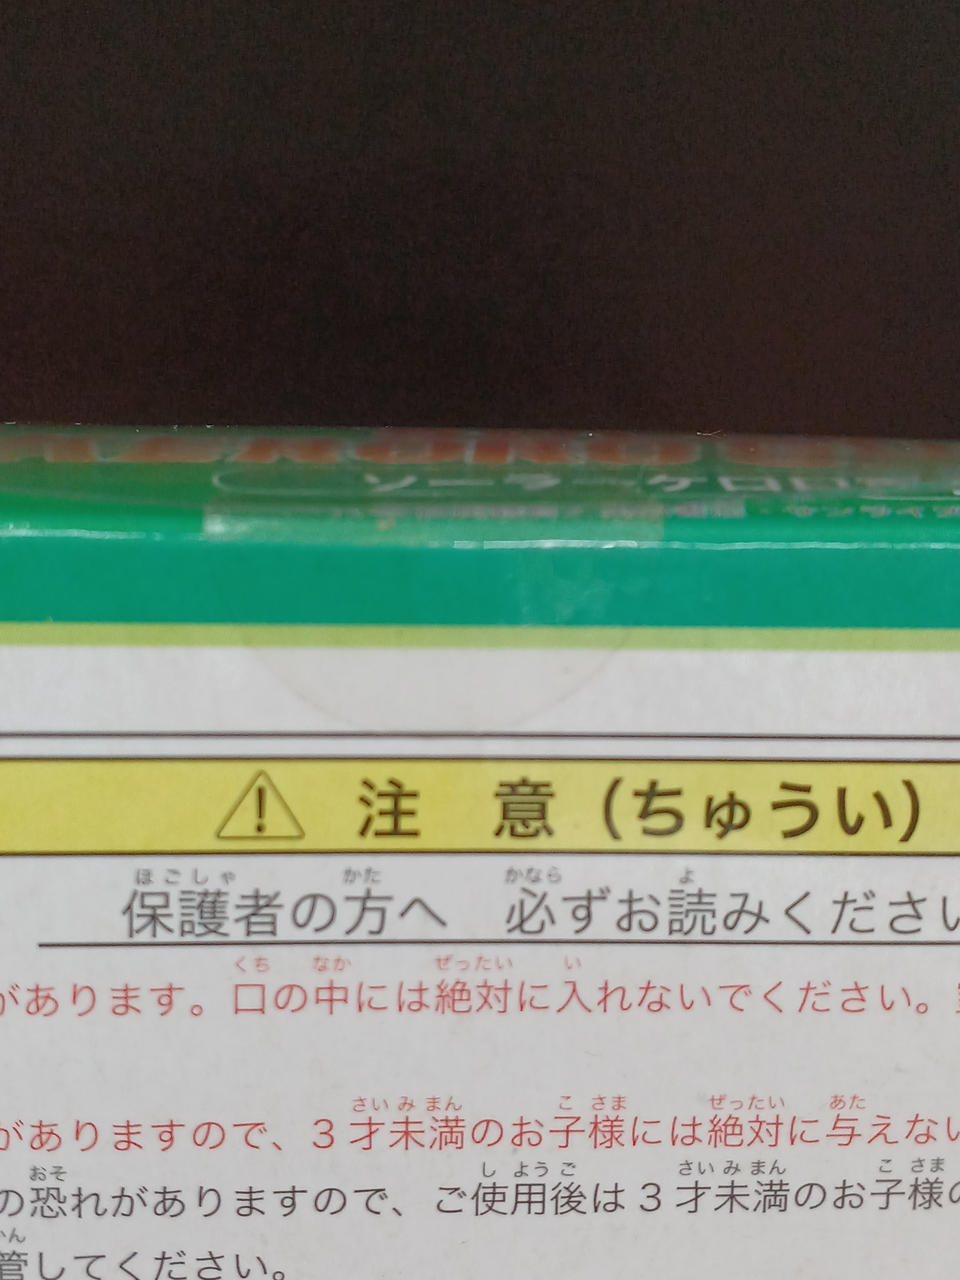 ソーラーケロロ
⚠ 注 意(ちゅうい)
ほごしゃ かた かなら よ
保護者の方へ 必ずお読みください
くち なか ぜったい い
があります。口の中には絶対に入れないでください。
さいみまん こ さま ぜったい あた
がありますので、3才未満のお子様には絶対に与えない
おそ しようご さいみまん こ さま
の恐れがありますので、ご使用後は3才未満のお子様の
かん
管してください。